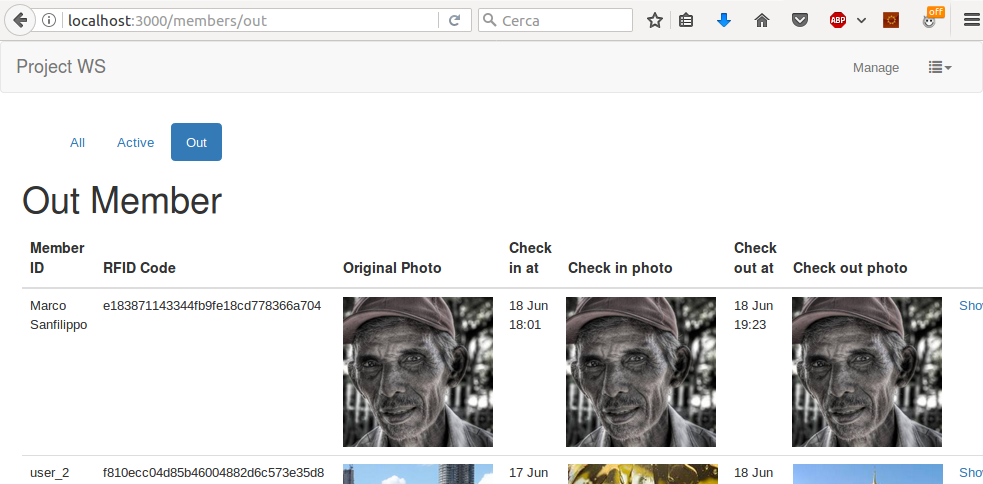 localhost:3000/members/out
Cerca
ABP
off
Project WS
Manage
All
Active
Out
Out Member
Member ID
RFID Code
Original Photo
Check in at
Check in photo
Check out at
Check out photo
Marco Sanfilippo
e183871143344fb9fe18cd778366a704
18 Jun 18:01
18 Jun 19:23
Sho
user_2
f810ecc04d85b46004882d6c573e35d8
17 Jun
18 Jun
Sho